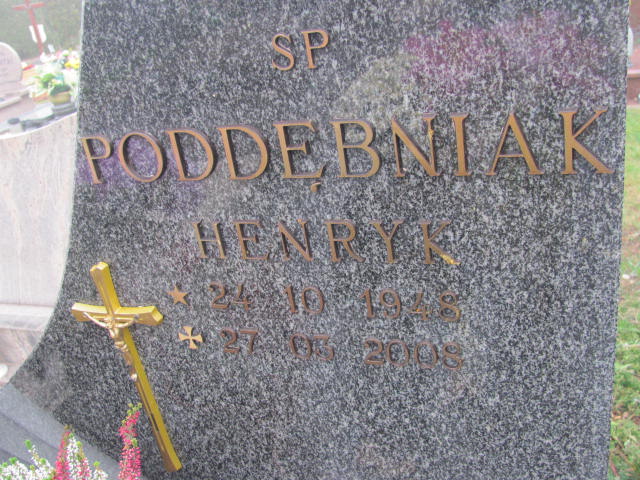 SP
PODDĘBNIAK
HENRYK
24 10 1948
27 03 2008